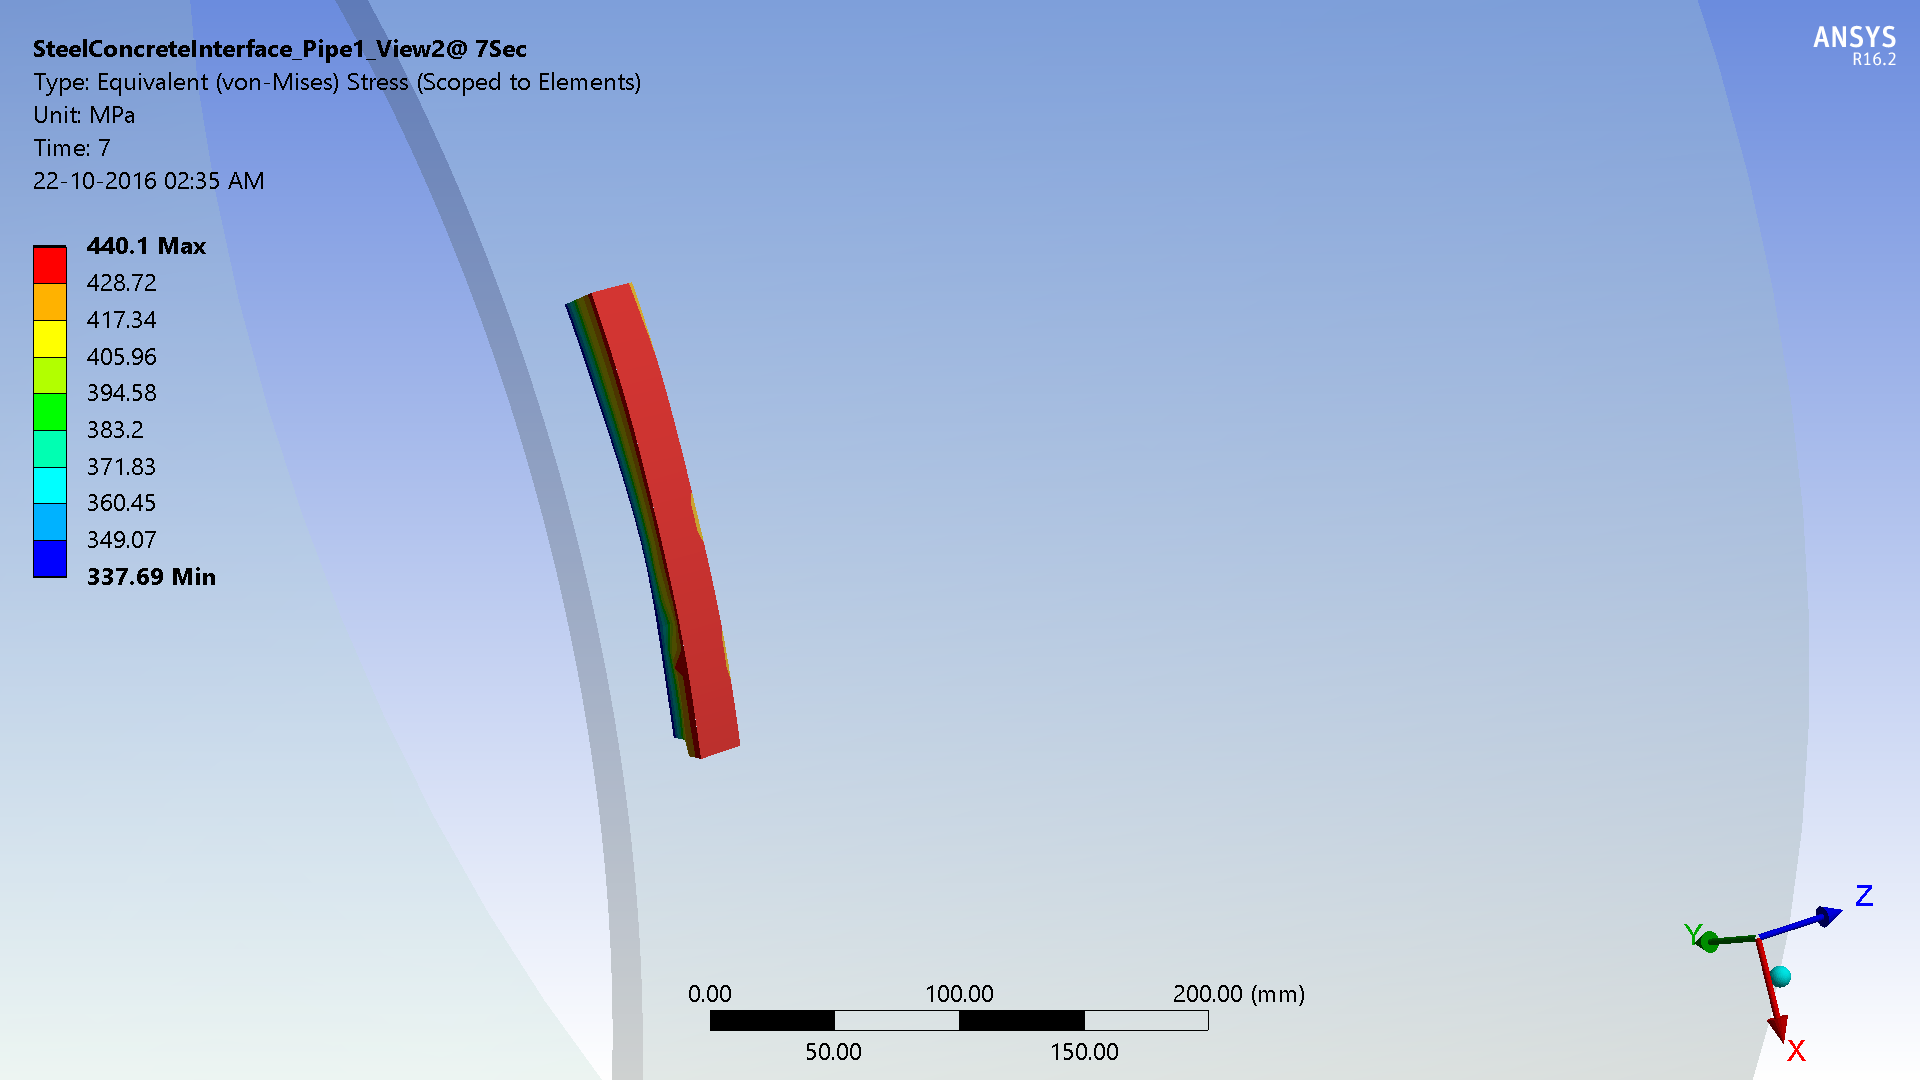 SteelConcreteInterface_Pipe1_View2@ 7Sec
Type: Equivalent (von-Mises) Stress (Scoped to Elements)
Unit: MPa
Time: 7
22-10-2016 02:35 AM
ANSYS
R16.2
440.1 Max
428.72
417.34
405.96
394.58
383.2
371.83
360.45
349.07
337.69 Min
Z
Y
X
0.00 100.00 200.00 (mm)
50.00 150.00